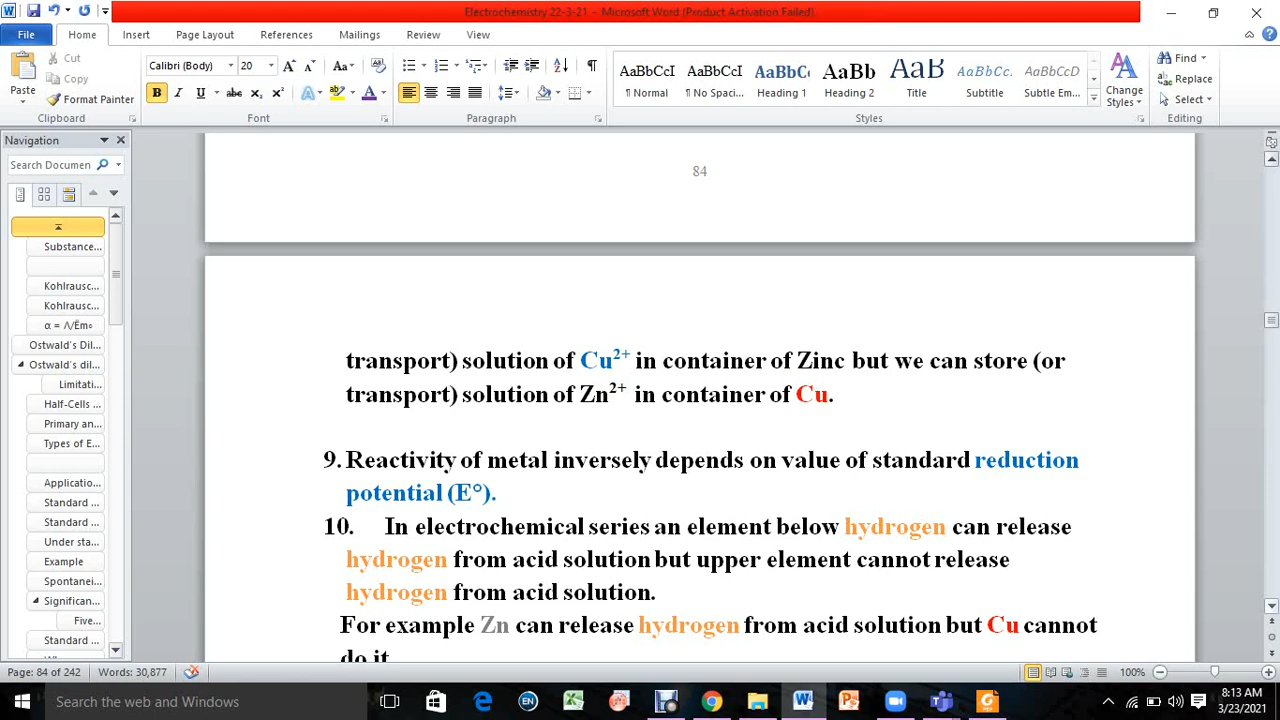 Electrochemistry 22-3-21 - Microsoft Word (Product Activation Failed)
File Home Insert Page Layout References Mailings Review View
Cut
Copy
Format Painter
Paste
Clipboard
Calibri (Body) 20
B I U abc x₂ x²
Font
Paragraph
AaBbCcI AaBbCcI AaBbCc AaBbCc AaB AaBbCc. AaBbCcD
¶ Normal ¶ No Spaci... Heading 1 Heading 2 Title Subtitle Subtle Em...
Change Styles
Styles
Find
Replace
Select
Editing
Navigation
Search Documen
Substance...
Kohlrausc...
Kohlrausc...
α = Λ/Ëm∘
Ostwald's Dil...
Ostwald's dil...
Limitati...
Half-Cells ...
Primary an...
Types of E...
Applicatio...
Standard ...
Standard ...
Under sta...
Example
Spontanei...
Significan...
Five...
Standard ...
84
transport) solution of Cu²⁺ in container of Zinc but we can store (or
transport) solution of Zn²⁺ in container of Cu.
9. Reactivity of metal inversely depends on value of standard reduction
potential (E°).
10. In electrochemical series an element below hydrogen can release
hydrogen from acid solution but upper element cannot release
hydrogen from acid solution.
For example Zn can release hydrogen from acid solution but Cu cannot
do it
Page: 84 of 242 Words: 30,877 100%
Search the web and Windows
8:13 AM
3/23/2021